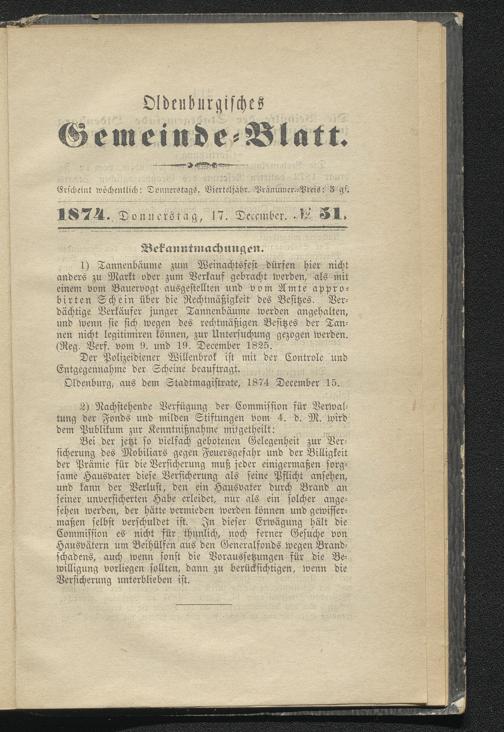 Oldenburgisches
Gemeinde-Blatt.
Erscheint wöchentlich: Donnerstags. Vierteljähr. Pränumer.-Preis: 3 gs.
1874. Donnerstag, 17. December. № 51.
Bekanntmachungen.
1) Tannenbäume zum Weinachtsfest dürfen hier nicht
anders zu Markt oder zum Verkauf gebracht werden, als mit
einem vom Bauervogt ausgestellten und vom Amte appro-
birten Schein über die Rechtmäßigkeit des Besitzes. Ver-
dächtige Verkäufer junger Tannenbäume werden angehalten,
und wenn sie sich wegen des rechtmäßigen Besitzes der Tan-
nen nicht legitimiren können, zur Untersuchung gezogen werden.
(Reg. Verf. vom 9. und 19. December 1825.
Der Polizeidiener Willenbrok ist mit der Controle und
Entgegennahme der Scheine beauftragt.
Oldenburg, aus dem Stadtmagistrate, 1874 December 15.
2) Nachstehende Verfügung der Commission für Verwal-
tung der Fonds und milden Stiftungen vom 4. d. M. wird
dem Publikum zur Kenntnißnahme mitgetheilt:
Bei der jetzt so vielfach gebotenen Gelegenheit zur Ver-
sicherung des Mobiliars gegen Feuersgefahr und der Billigkeit
der Prämie für die Versicherung muß jeder einigermaßen sorg-
same Hausvater diese Versicherung als seine Pflicht ansehen,
und kann der Verlust, den ein Hausvater durch Brand an
seiner unversicherten Habe erleidet, nur als ein solcher ange-
sehen werden, der hätte vermieden werden können und gewisser-
maßen selbst verschuldet ist. In dieser Erwägung hält die
Commission es nicht für thunlich, noch ferner Gesuche von
Hausvätern um Beihülfen aus den Generalfonds wegen Brand-
schadens, auch wenn sonst die Voraussetzungen für die Be-
willigung vorliegen sollten, dann zu berücksichtigen, wenn die
Versicherung unterblieben ist.